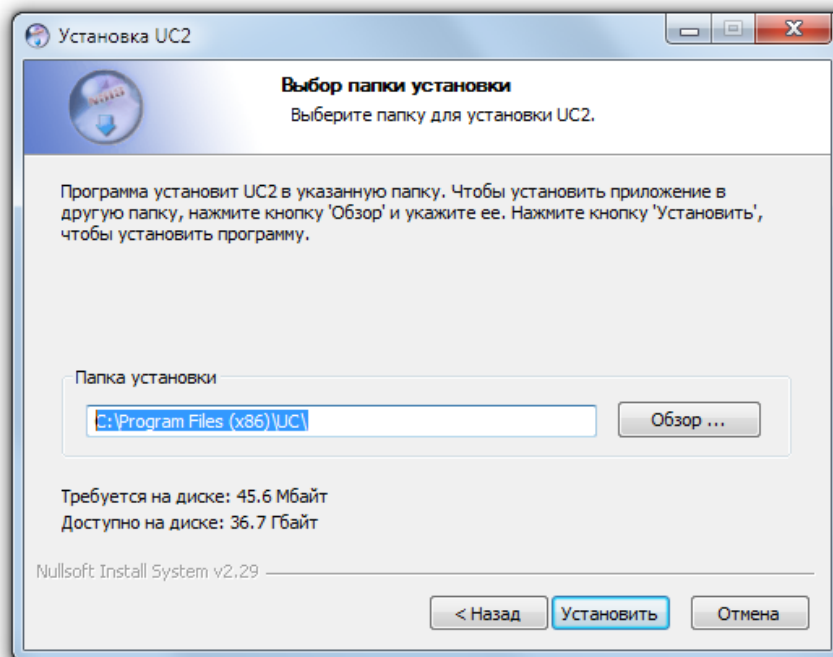 Установка UC2
Выбор папки установки
Выберите папку для установки UC2.
Программа установит UC2 в указанную папку. Чтобы установить приложение в
другую папку, нажмите кнопку 'Обзор' и укажите ее. Нажмите кнопку 'Установить',
чтобы установить программу.
Папка установки
C:\Program Files (x86)\UC\
Обзор ...
Требуется на диске: 45.6 Мбайт
Доступно на диске: 36.7 Гбайт
Nullsoft Install System v2.29
< Назад
Установить
Отмена